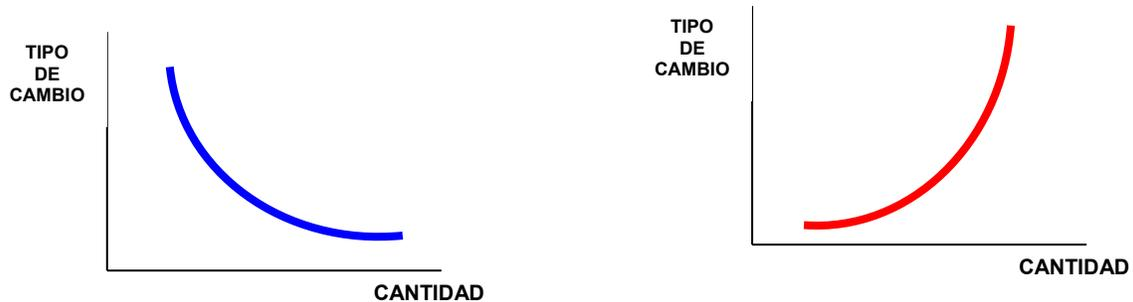 TIPO
DE
CAMBIO
CANTIDAD
TIPO
DE
CAMBIO
CANTIDAD